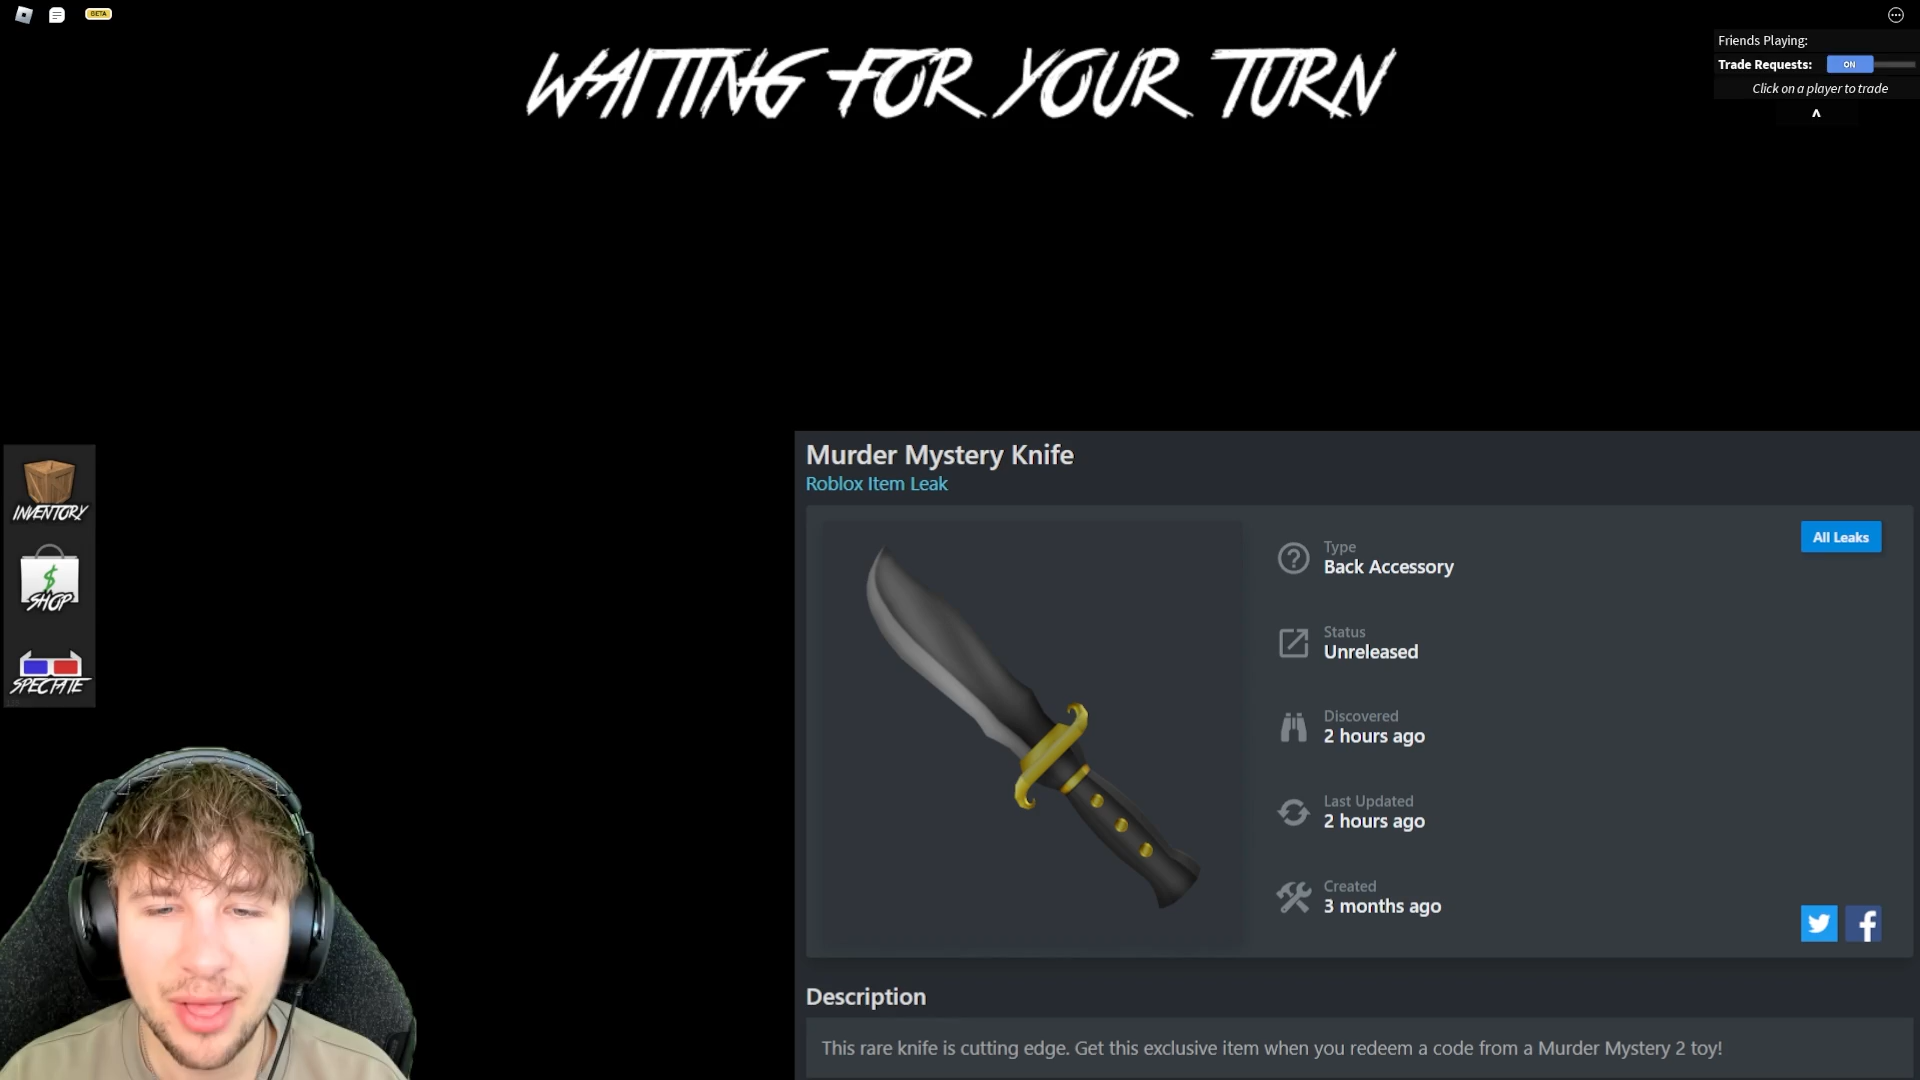 BETA
WAITING FOR YOUR TURN
Friends Playing:
Trade Requests: ON
Click on a player to trade
^
INVENTORY
SHOP
SPECTATE
Murder Mystery Knife
Roblox Item Leak
All Leaks
Type
Back Accessory
Status
Unreleased
Discovered
2 hours ago
Last Updated
2 hours ago
Created
3 months ago
Description
This rare knife is cutting edge. Get this exclusive item when you redeem a code from a Murder Mystery 2 toy!